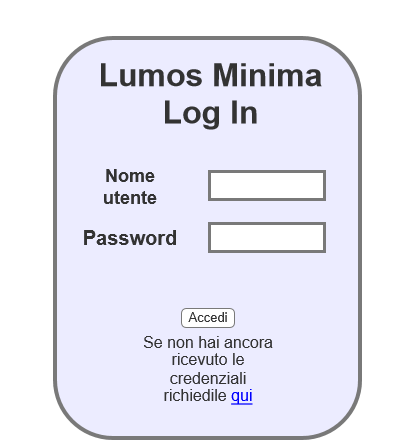 Lumos Minima
Log In
Nome
utente
Password
Accedi
Se non hai ancora
ricevuto le
credenziali
richiedile qui